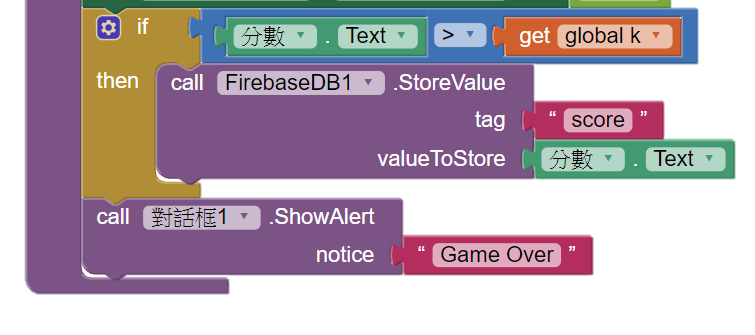 if 分數 . Text > get global k
then call FirebaseDB1 .StoreValue
tag “ score ”
valueToStore 分數 . Text
call 對話框1 .ShowAlert
notice “ Game Over ”